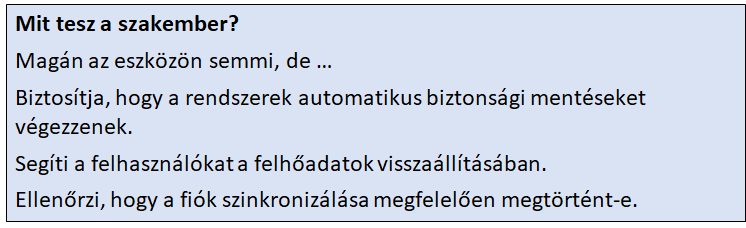 Mit tesz a szakember?
Magán az eszközön semmi, de ...
Biztosítja, hogy a rendszerek automatikus biztonsági mentéseket
végezzenek.
Segíti a felhasználókat a felhőadatok visszaállításában.
Ellenőrzi, hogy a fiók szinkronizálása megfelelően megtörtént-e.